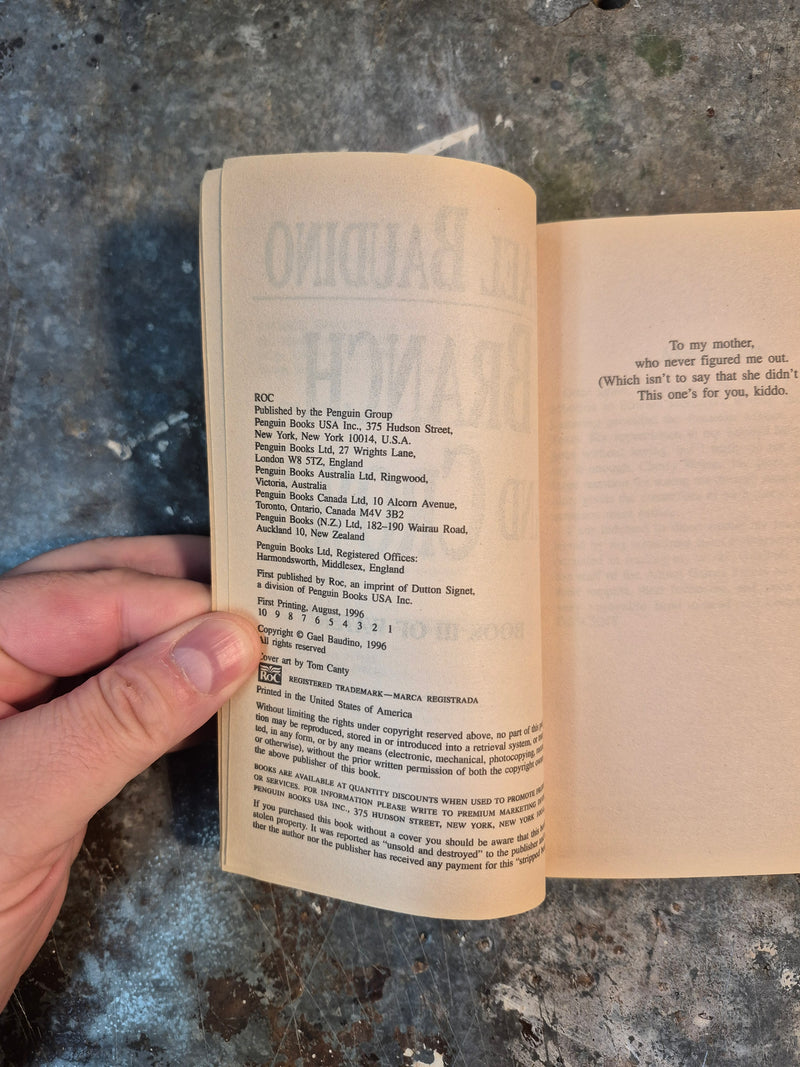 ROC
Published by the Penguin Group
Penguin Books USA Inc., 375 Hudson Street,
New York, New York 10014, U.S.A.
Penguin Books Ltd, 27 Wrights Lane,
London W8 5TZ, England
Penguin Books Australia Ltd, Ringwood,
Victoria, Australia
Penguin Books Canada Ltd, 10 Alcorn Avenue,
Toronto, Ontario, Canada M4V 3B2
Penguin Books (N.Z.) Ltd, 182–190 Wairau Road,
Auckland 10, New Zealand
Penguin Books Ltd, Registered Offices:
Harmondsworth, Middlesex, England
First published by Roc, an imprint of Dutton Signet,
a division of Penguin Books USA Inc.
First Printing, August, 1996
10 9 8 7 6 5 4 3 2 1
Copyright © Gael Baudino, 1996
All rights reserved
Cover art by Tom Canty
ROC REGISTERED TRADEMARK—MARCA REGISTRADA
Printed in the United States of America
Without limiting the rights under copyright reserved above, no part of this
tion may be reproduced, stored in or introduced into a retrieval system, or
ted, in any form, or by any means (electronic, mechanical, photocopying,
or otherwise), without the prior written permission of both the copyright
the above publisher of this book.
BOOKS ARE AVAILABLE AT QUANTITY DISCOUNTS WHEN USED TO PROMOTE
OR SERVICES. FOR INFORMATION PLEASE WRITE TO PREMIUM MARKETING
PENGUIN BOOKS USA INC., 375 HUDSON STREET, NEW YORK, NEW YORK
If you purchased this book without a cover you should be aware that this
stolen property. It was reported as "unsold and destroyed" to the publisher
ther the author nor the publisher has received any payment for this "stripped
To my mother,
who never figured me out.
(Which isn't to say that she didn't
This one's for you, kiddo.